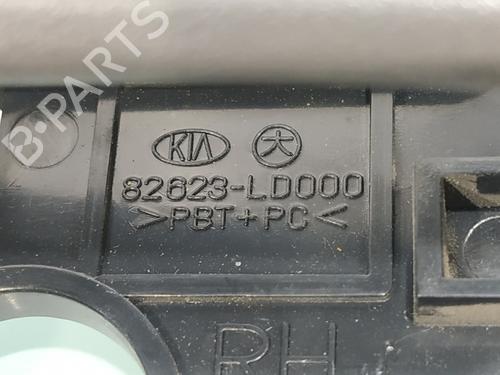 B-PARTS
KIA 大
82623-LD000
>PBT+PC<
RH